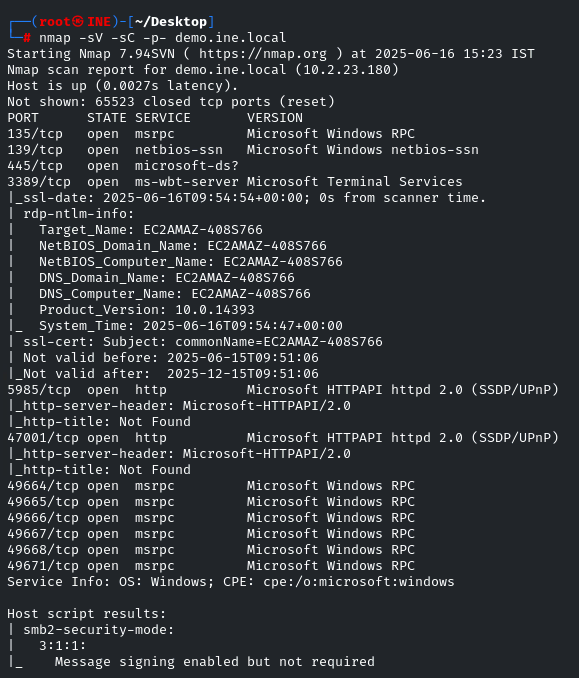 ┌──(root㉿INE)-[~/Desktop]
└─# nmap -sV -sC -p- demo.ine.local
Starting Nmap 7.94SVN ( https://nmap.org ) at 2025-06-16 15:23 IST
Nmap scan report for demo.ine.local (10.2.23.180)
Host is up (0.0027s latency).
Not shown: 65523 closed tcp ports (reset)
PORT      STATE SERVICE       VERSION
135/tcp   open  msrpc         Microsoft Windows RPC
139/tcp   open  netbios-ssn   Microsoft Windows netbios-ssn
445/tcp   open  microsoft-ds?
3389/tcp  open  ms-wbt-server Microsoft Terminal Services
|_ssl-date: 2025-06-16T09:54:54+00:00; 0s from scanner time.
| rdp-ntlm-info:
|   Target_Name: EC2AMAZ-408S766
|   NetBIOS_Domain_Name: EC2AMAZ-408S766
|   NetBIOS_Computer_Name: EC2AMAZ-408S766
|   DNS_Domain_Name: EC2AMAZ-408S766
|   DNS_Computer_Name: EC2AMAZ-408S766
|   Product_Version: 10.0.14393
|_  System_Time: 2025-06-16T09:54:47+00:00
| ssl-cert: Subject: commonName=EC2AMAZ-408S766
| Not valid before: 2025-06-15T09:51:06
|_Not valid after:  2025-12-15T09:51:06
5985/tcp  open  http          Microsoft HTTPAPI httpd 2.0 (SSDP/UPnP)
|_http-server-header: Microsoft-HTTPAPI/2.0
|_http-title: Not Found
47001/tcp open  http          Microsoft HTTPAPI httpd 2.0 (SSDP/UPnP)
|_http-server-header: Microsoft-HTTPAPI/2.0
|_http-title: Not Found
49664/tcp open  msrpc         Microsoft Windows RPC
49665/tcp open  msrpc         Microsoft Windows RPC
49666/tcp open  msrpc         Microsoft Windows RPC
49667/tcp open  msrpc         Microsoft Windows RPC
49668/tcp open  msrpc         Microsoft Windows RPC
49671/tcp open  msrpc         Microsoft Windows RPC
Service Info: OS: Windows; CPE: cpe:/o:microsoft:windows

Host script results:
| smb2-security-mode:
|   3:1:1:
|_    Message signing enabled but not required